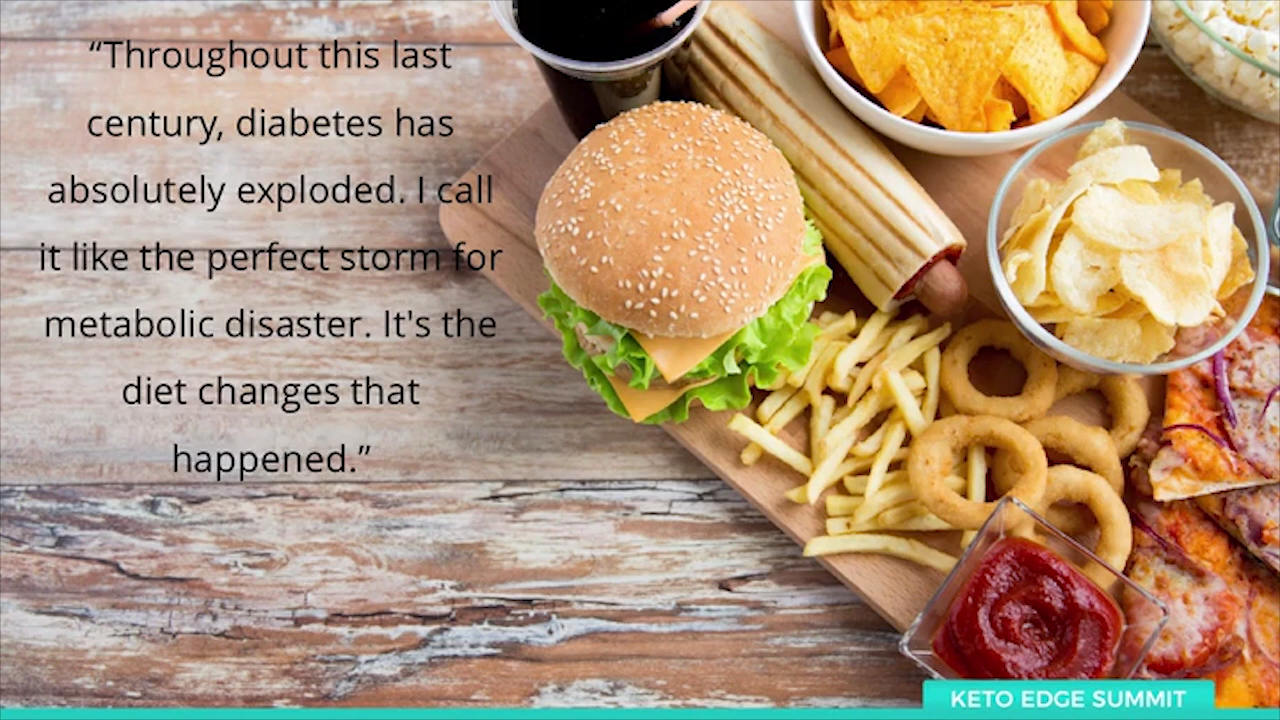 “Throughout this last
century, diabetes has
absolutely exploded. I call
it like the perfect storm for
metabolic disaster. It's the
diet changes that
happened.”
KETO EDGE SUMMIT